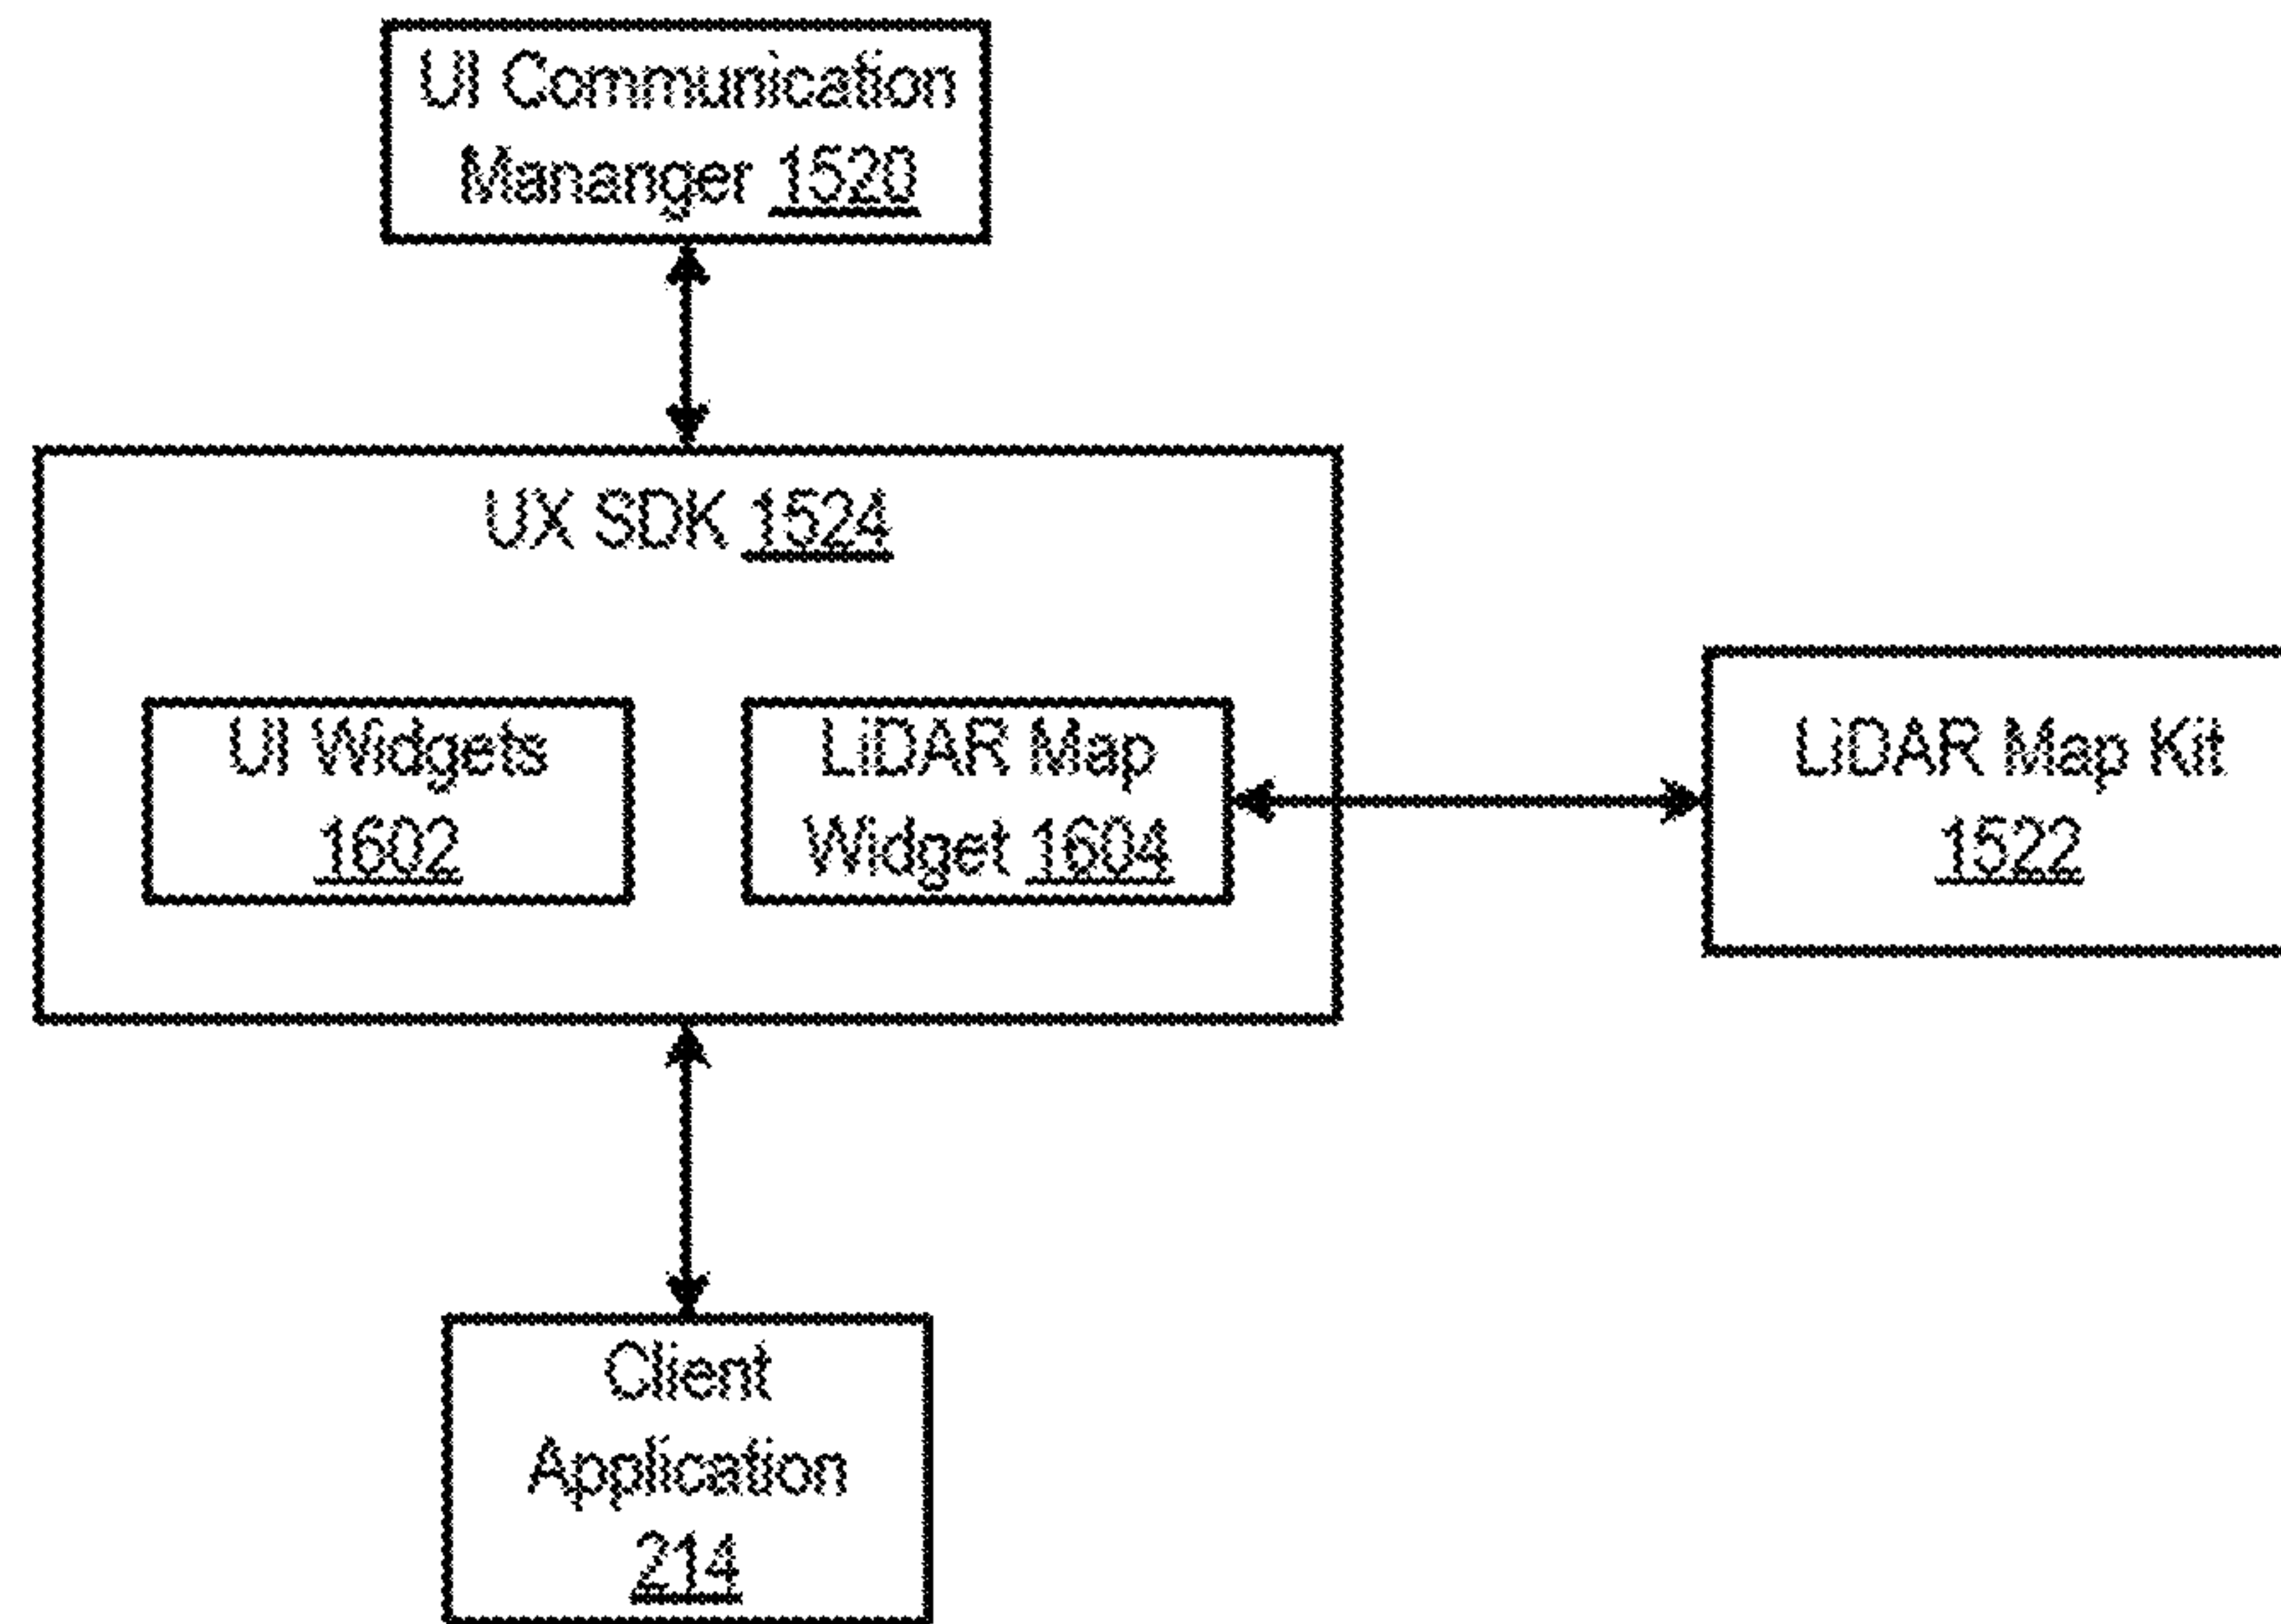 UI Communication
Mananger 1520
UX SDK 1524
UI Widgets
1602
LiDAR Map
Widget 1604
LiDAR Map Kit
1522
Client
Application
214